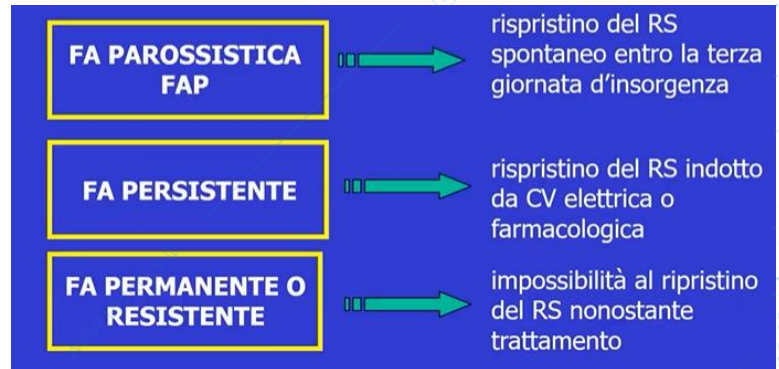 FA PAROSSISTICA
FAP
rispristino del RS
spontaneo entro la terza
giornata d’insorgenza
FA PERSISTENTE
rispristino del RS indotto
da CV elettrica o
farmacologica
FA PERMANENTE O
RESISTENTE
impossibilità al ripristino
del RS nonostante
trattamento